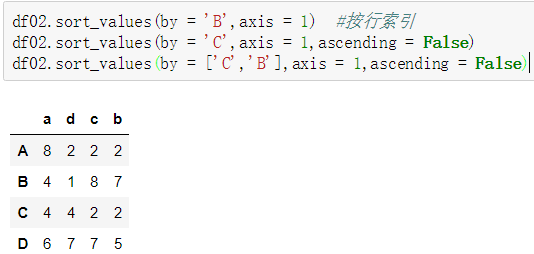 df02.sort_values(by = 'B',axis = 1)  #按行索引
df02.sort_values(by = 'C',axis = 1,ascending = False)
df02.sort_values(by = ['C','B'],axis = 1,ascending = False)
a d c b
A 8 2 2 2
B 4 1 8 7
C 4 4 2 2
D 6 7 7 5